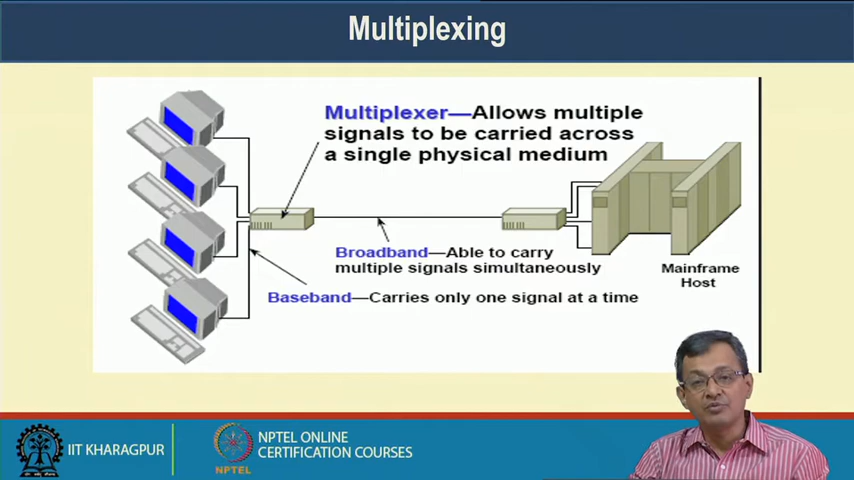 Multiplexing
Multiplexer—Allows multiple
signals to be carried across
a single physical medium
Broadband—Able to carry
multiple signals simultaneously
Baseband—Carries only one signal at a time
Mainframe
Host
IIT KHARAGPUR
NPTEL
NPTEL ONLINE
CERTIFICATION COURSES